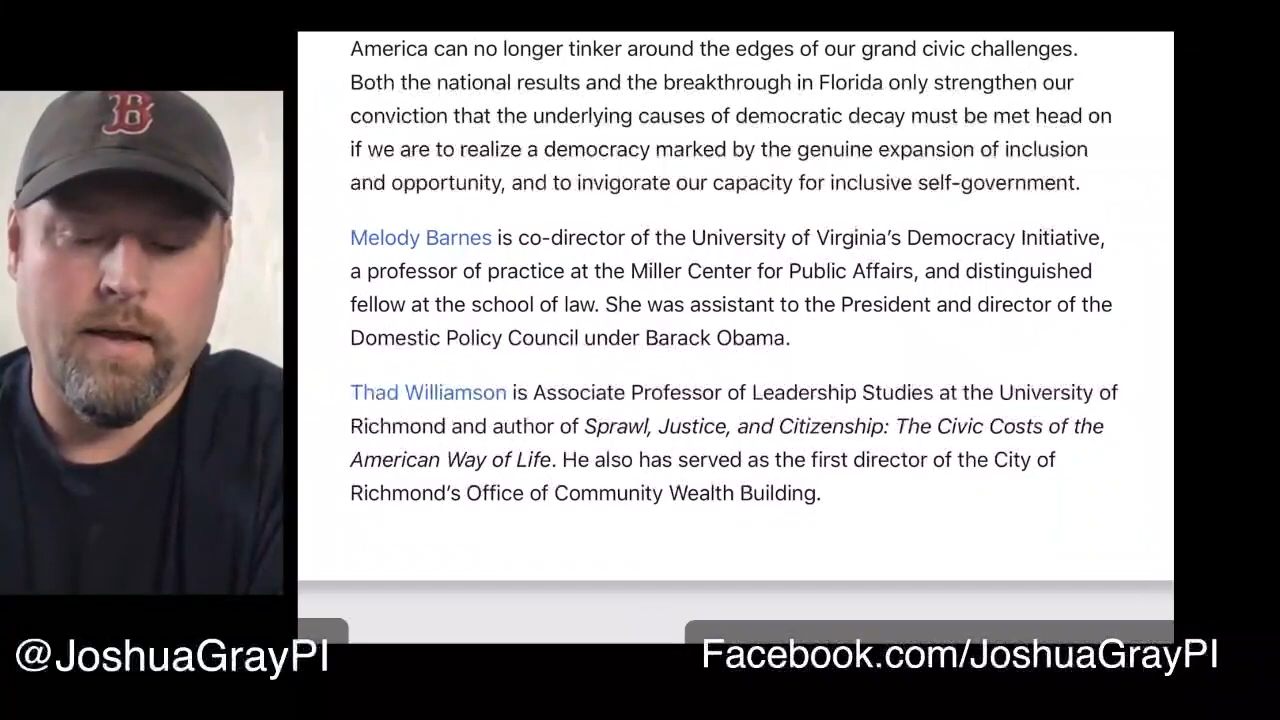 B
America can no longer tinker around the edges of our grand civic challenges.
Both the national results and the breakthrough in Florida only strengthen our
conviction that the underlying causes of democratic decay must be met head on
if we are to realize a democracy marked by the genuine expansion of inclusion
and opportunity, and to invigorate our capacity for inclusive self-government.
Melody Barnes is co-director of the University of Virginia’s Democracy Initiative,
a professor of practice at the Miller Center for Public Affairs, and distinguished
fellow at the school of law. She was assistant to the President and director of the
Domestic Policy Council under Barack Obama.
Thad Williamson is Associate Professor of Leadership Studies at the University of
Richmond and author of Sprawl, Justice, and Citizenship: The Civic Costs of the
American Way of Life. He also has served as the first director of the City of
Richmond’s Office of Community Wealth Building.
@JoshuaGrayPI
Facebook.com/JoshuaGrayPI